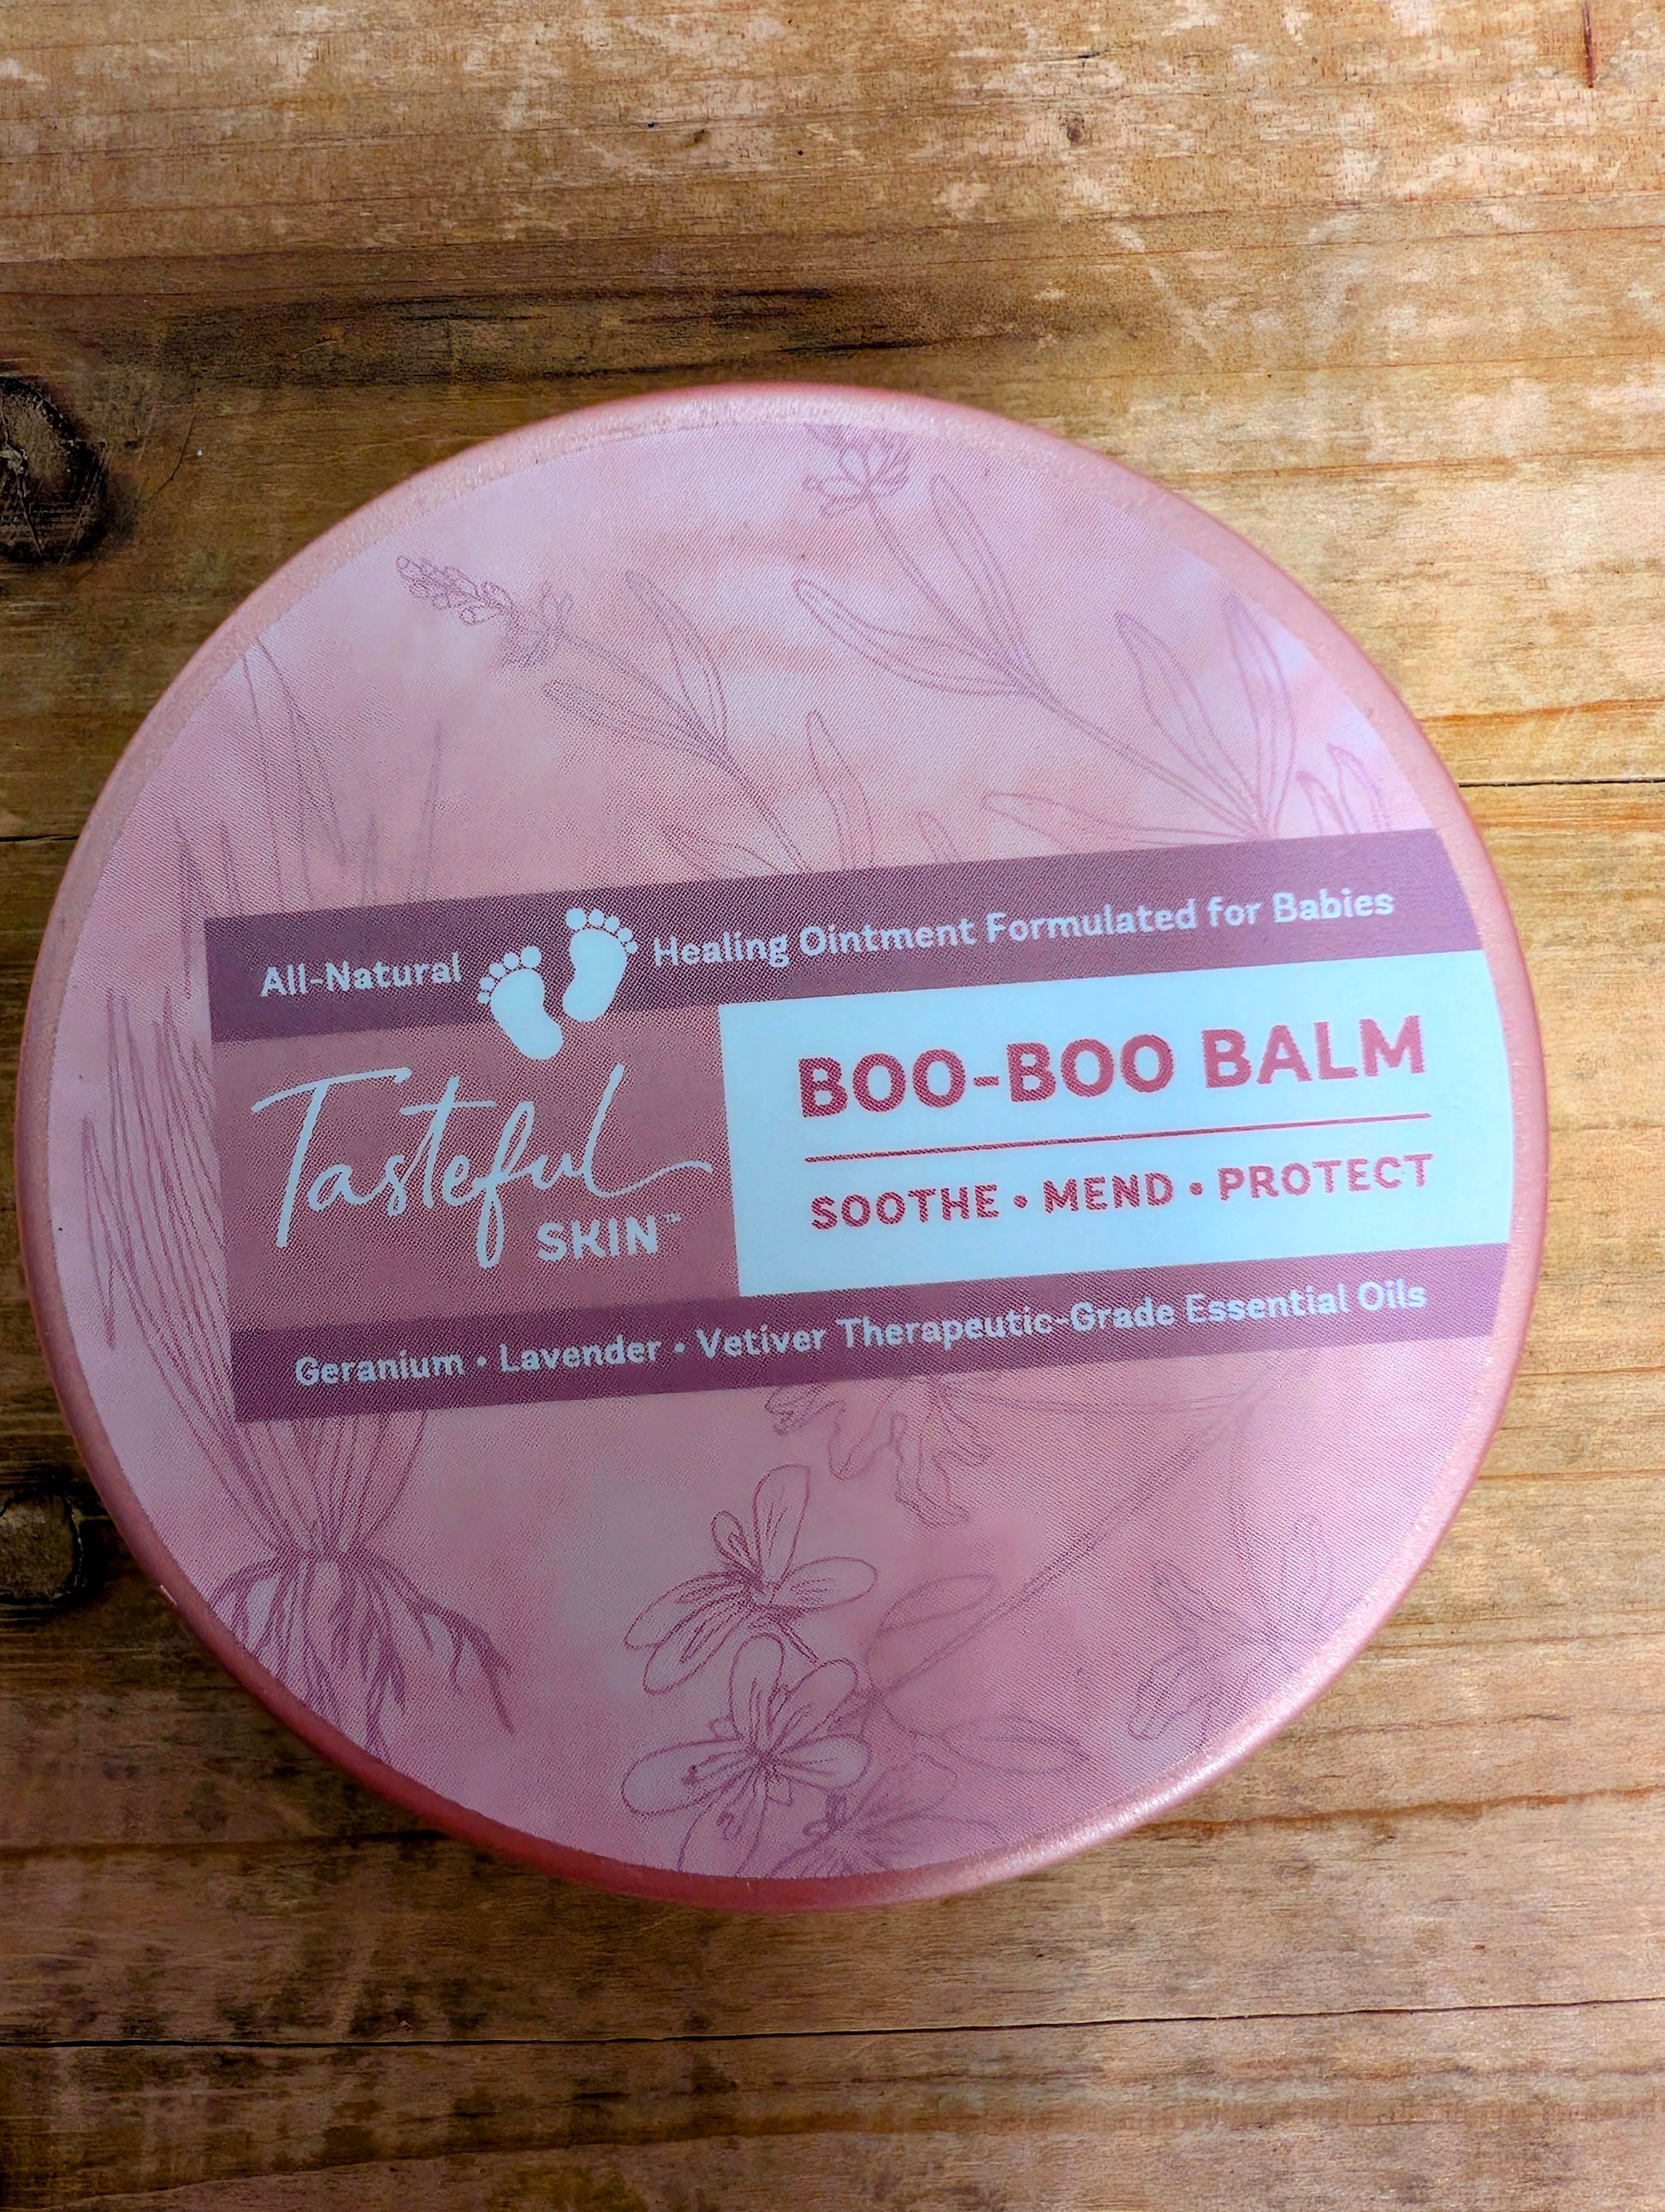 All-Natural Healing Ointment Formulated for Babies
Tasteful
SKIN™
BOO-BOO BALM
SOOTHE • MEND • PROTECT
Geranium • Lavender • Vetiver Therapeutic-Grade Essential Oils